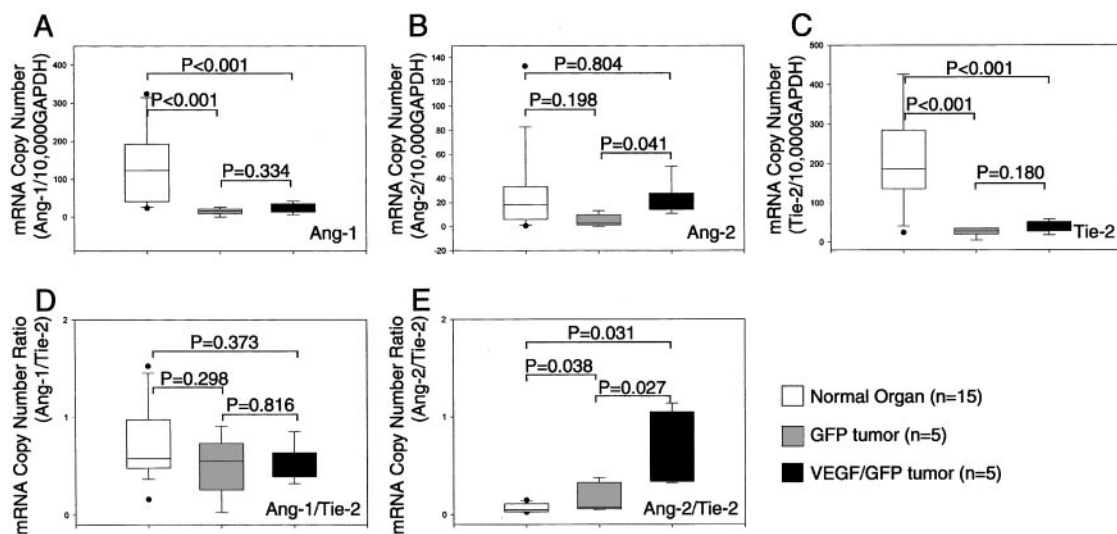 A
mRNA Copy Number
(Ang-1/10,000GAPDH)
400
300
200
100
0
P<0.001
P<0.001
P=0.334
Ang-1
B
mRNA Copy Number
(Ang-2/10,000GAPDH)
140
120
100
80
60
40
20
0
-20
P=0.804
P=0.198
P=0.041
Ang-2
C
mRNA Copy Number
(Tie-2/10,000GAPDH)
500
400
300
200
100
0
P<0.001
P<0.001
P=0.180
Tie-2
D
mRNA Copy Number Ratio
(Ang-1/Tie-2)
2
1
0
P=0.373
P=0.298
P=0.816
Ang-1/Tie-2
E
mRNA Copy Number Ratio
(Ang-2/Tie-2)
2
1
0
P=0.031
P=0.038
P=0.027
Ang-2/Tie-2
Normal Organ (n=15)
GFP tumor (n=5)
VEGF/GFP tumor (n=5)